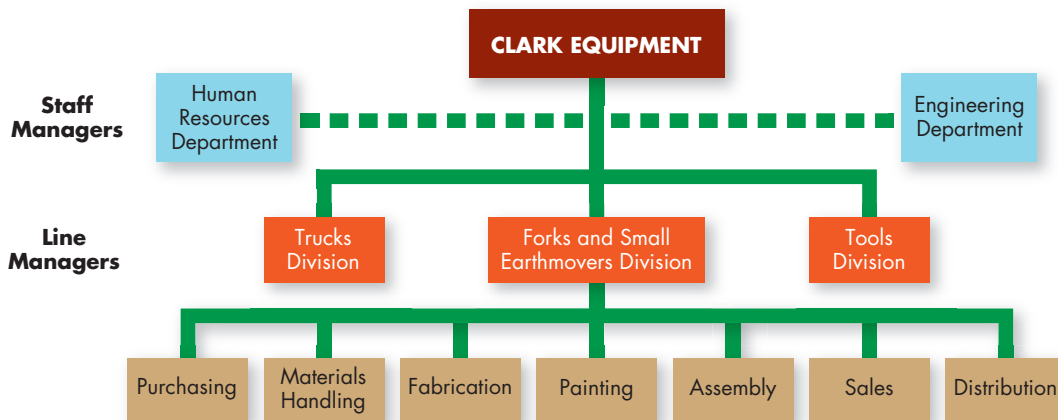 CLARK EQUIPMENT
Staff
Managers
Human
Resources
Department
Engineering
Department
Line
Managers
Trucks
Division
Forks and Small
Earthmovers Division
Tools
Division
Purchasing
Materials
Handling
Fabrication
Painting
Assembly
Sales
Distribution